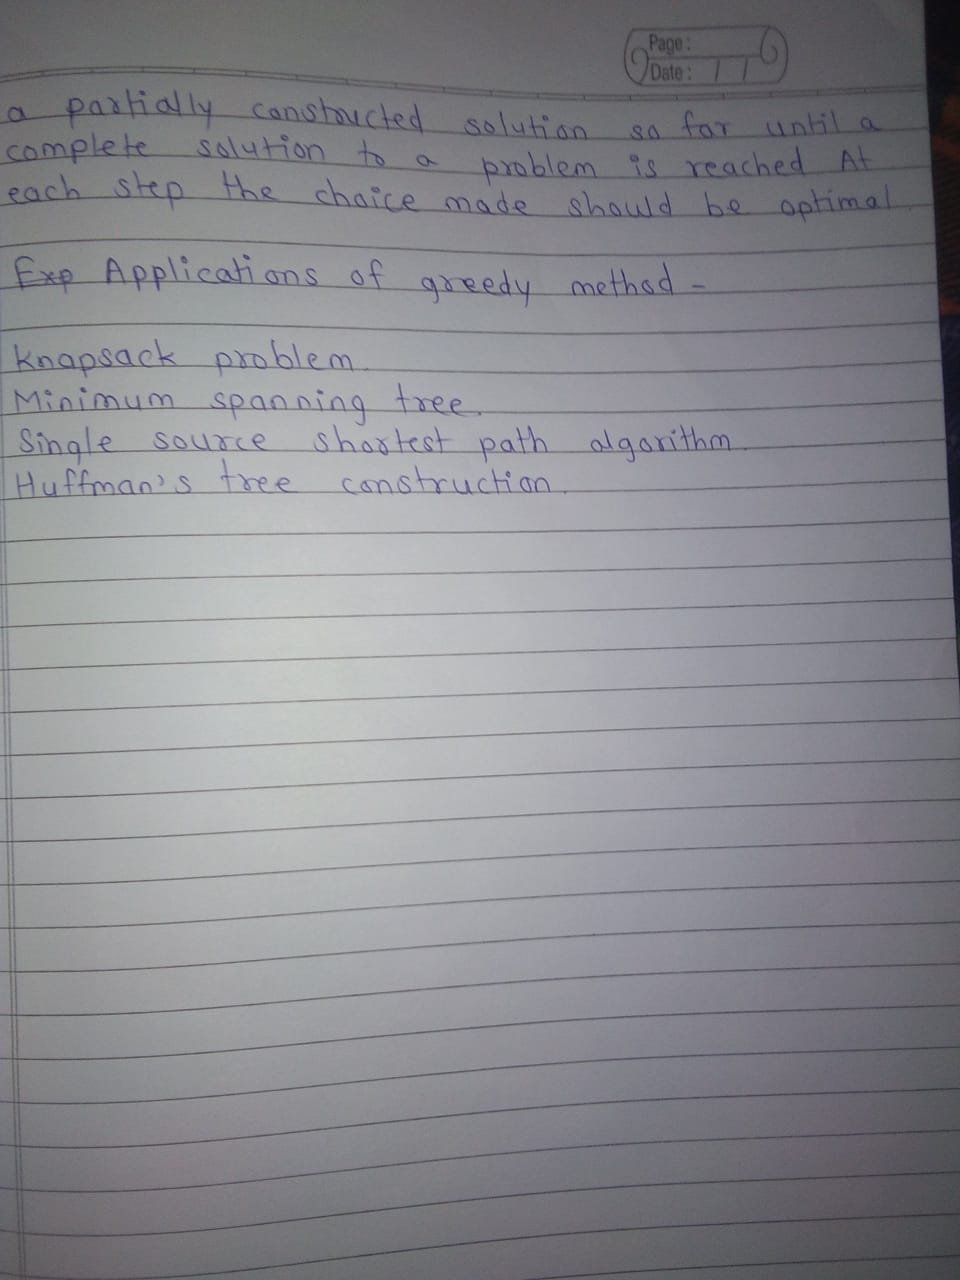 Page:
Date: / /
a partially constructed solution so far until a
complete solution to a problem is reached At
each step the choice made should be optimal
Exp Applications of greedy method -
Knapsack problem.
Minimum spanning tree.
Single source shortest path algorithm.
Huffman's tree construction.